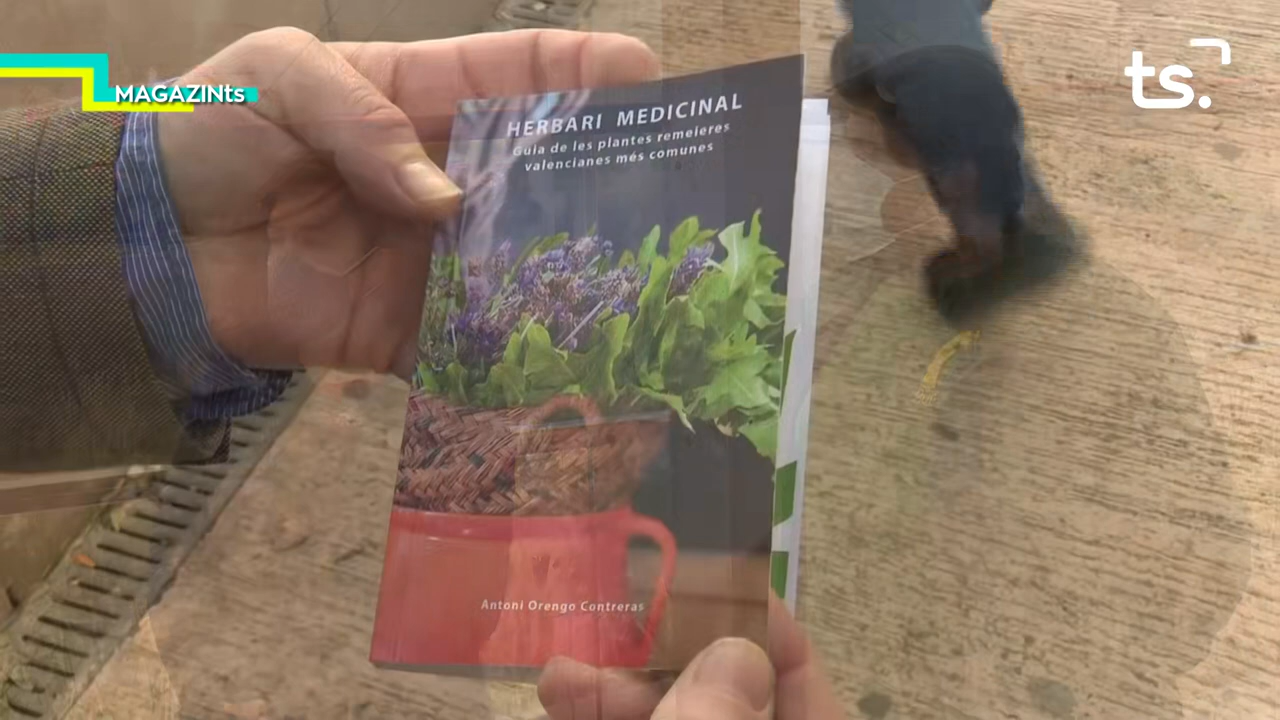 MAGAZINts
ts.
HERBARI MEDICINAL
Guia de les plantes remeieres
valencianes més comunes
Antoni Orengo Contreras